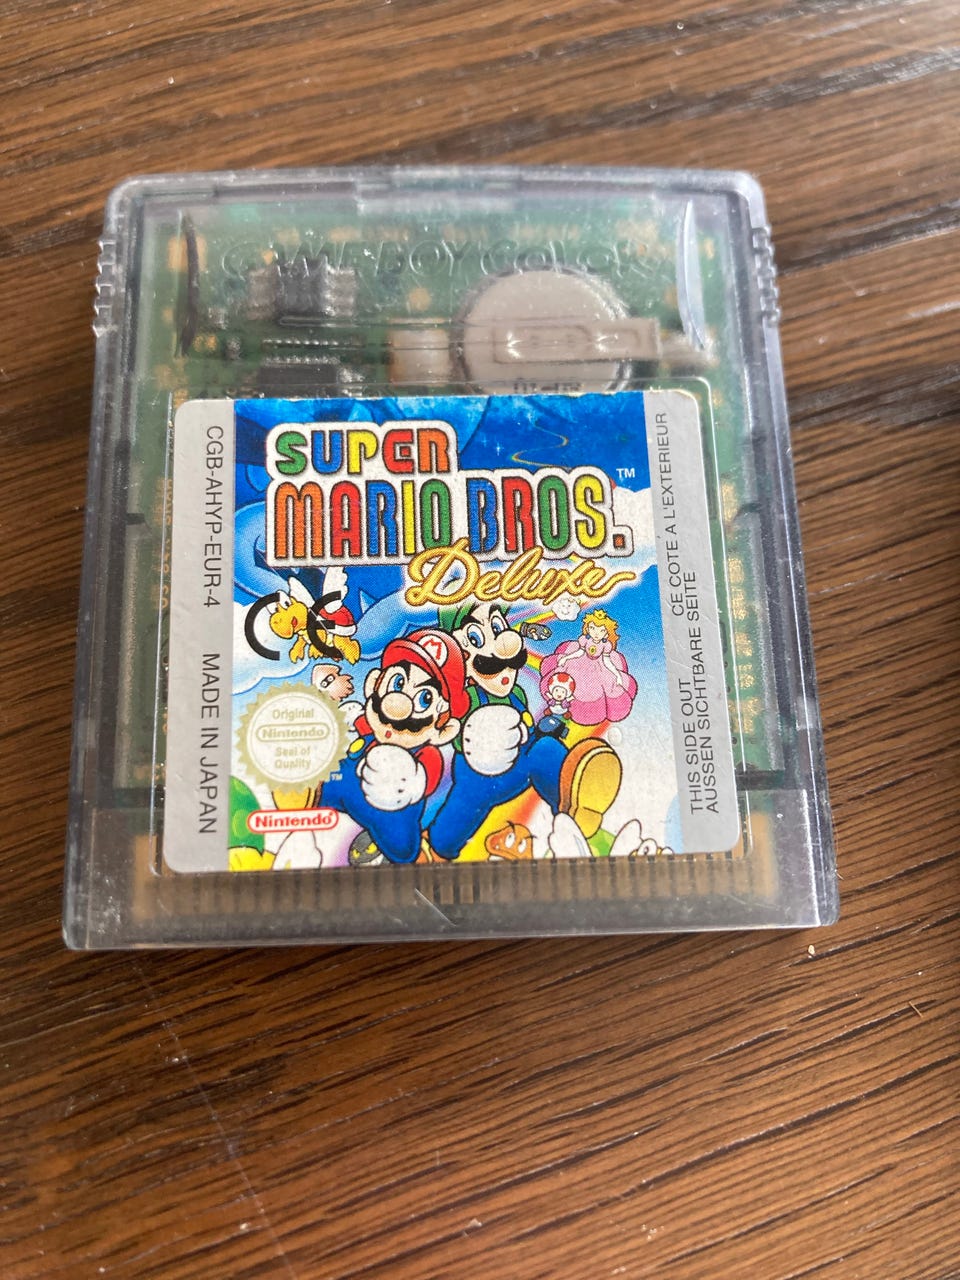 GAME BOY COLOR
CGB-AHYP-EUR-4 MADE IN JAPAN
SUPER
MARIO BROS.
TM
Deluxe
CE
M
Original
Nintendo
Seal of
Quality
TM
Nintendo
THIS SIDE OUT CE COTE A L'EXTERIEUR
AUSSEN SICHTBARE SEITE